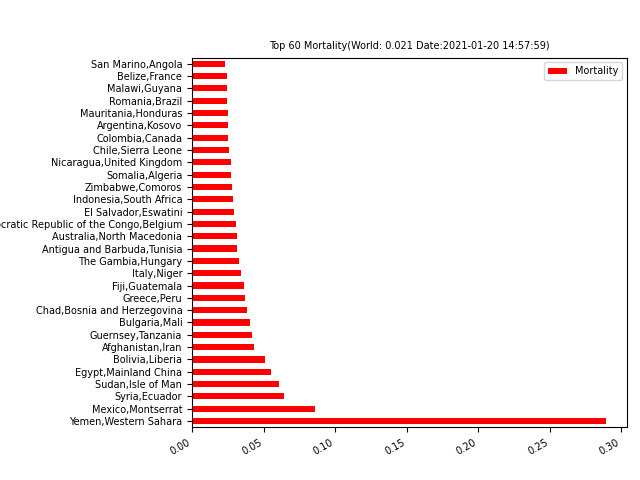 Top 60 Mortality(World: 0.021 Date:2021-01-20 14:57:59)
Mortality
San Marino,Angola
Belize,France
Malawi,Guyana
Romania,Brazil
Mauritania,Honduras
Argentina,Kosovo
Colombia,Canada
Chile,Sierra Leone
Nicaragua,United Kingdom
Somalia,Algeria
Zimbabwe,Comoros
Indonesia,South Africa
El Salvador,Eswatini
ocratic Republic of the Congo,Belgium
Australia,North Macedonia
Antigua and Barbuda,Tunisia
The Gambia,Hungary
Italy,Niger
Fiji,Guatemala
Greece,Peru
Chad,Bosnia and Herzegovina
Bulgaria,Mali
Guernsey,Tanzania
Afghanistan,Iran
Bolivia,Liberia
Egypt,Mainland China
Sudan,Isle of Man
Syria,Ecuador
Mexico,Montserrat
Yemen,Western Sahara
0.00 0.05 0.10 0.15 0.20 0.25 0.30